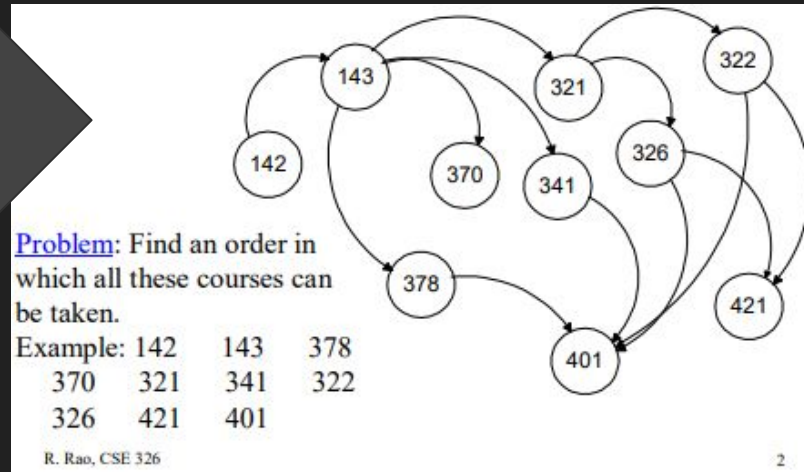 143
321
322
142
370
341
326
378
421
401
Problem: Find an order in
which all these courses can
be taken.
Example: 142 143 378
370 321 341 322
326 421 401
R. Rao, CSE 326
2